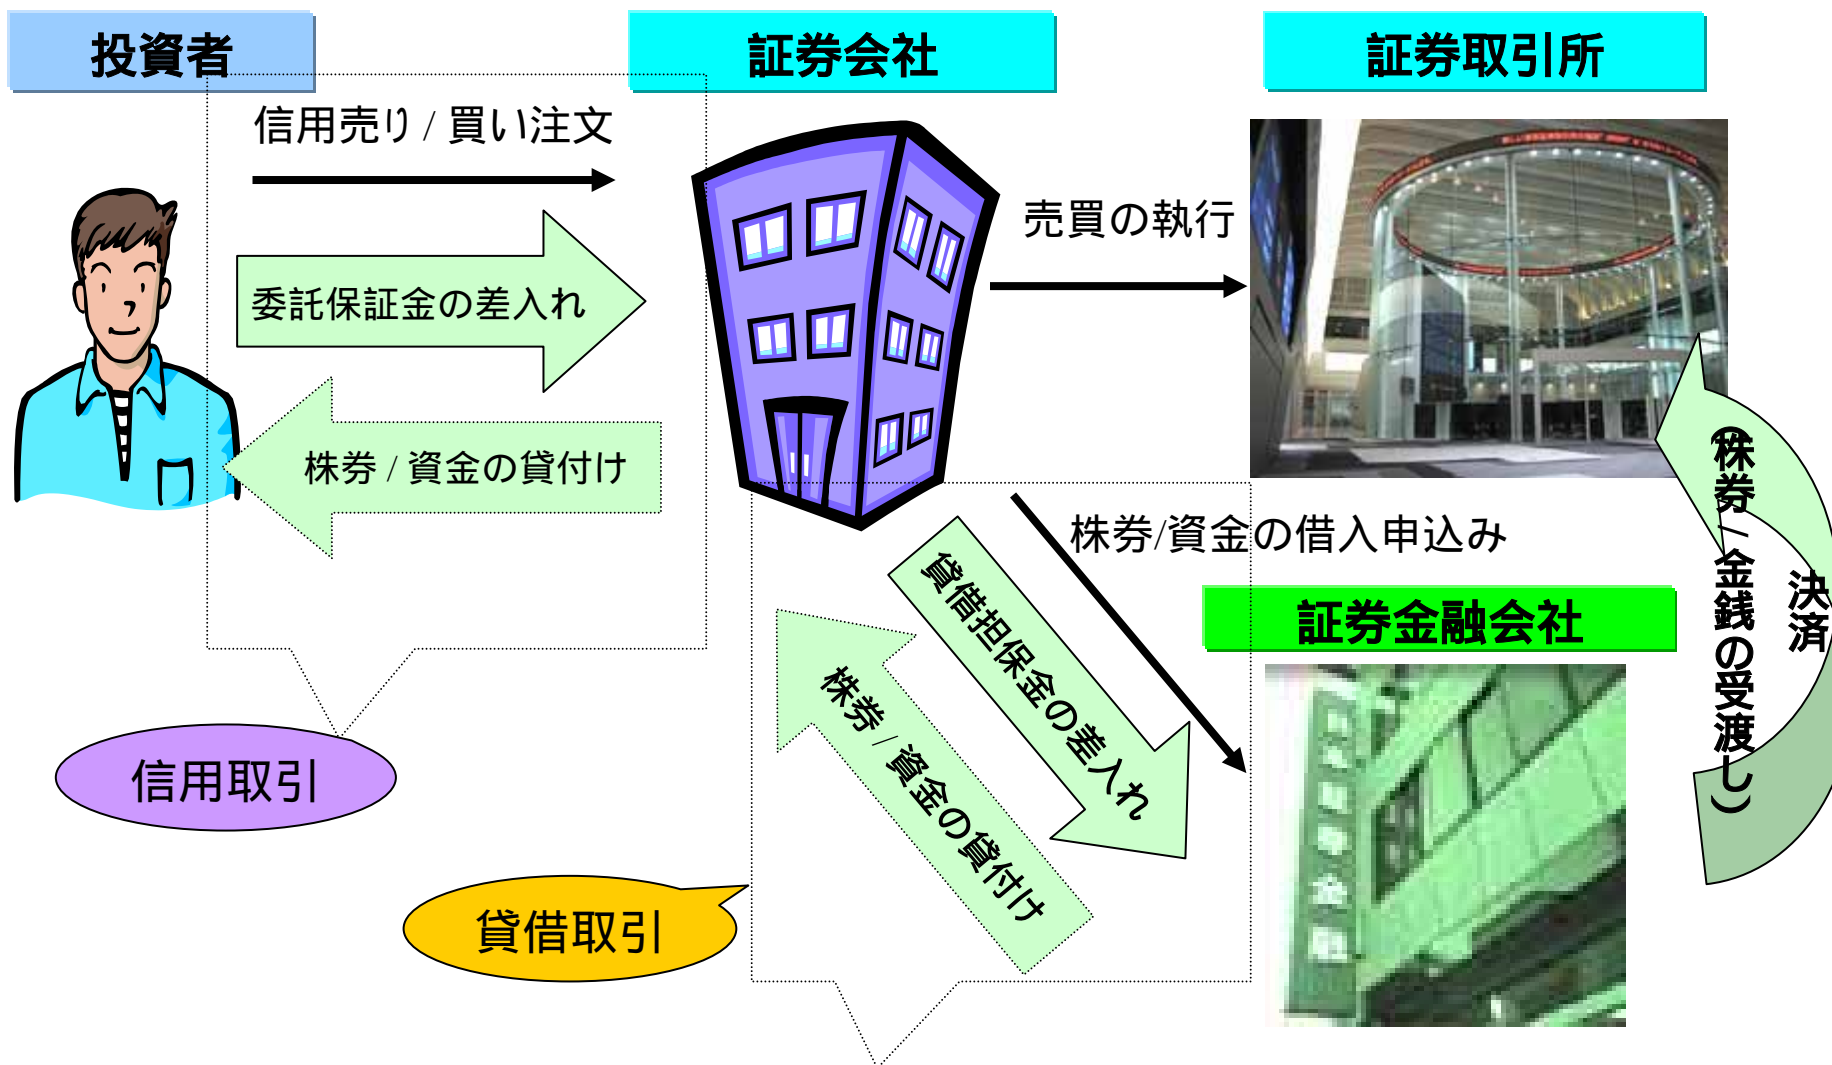 投資者
証券会社
証券取引所
信用売り / 買い注文
売買の執行
委託保証金の差入れ
株券 / 資金の貸付け
株券/資金の借入申込み
証券金融会社
貸借担保金の差入れ
株券 / 資金の貸付け
決済
(株券/金銭の受渡し)
信用取引
貸借取引